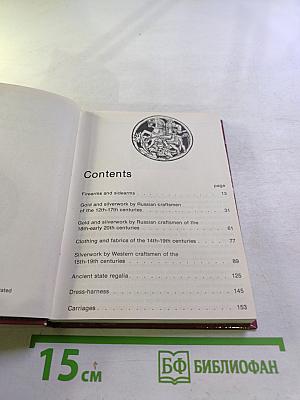 Contents
page
Firearms and sidearms . . . . . . . . . . . . . . . . . 13
Gold and silverwork by Russian craftsmen
of the 12th-17th centuries . . . . . . . . . . . . . . . 31
Gold and silverwork by Russian craftsmen of the
18th-early 20th centuries . . . . . . . . . . . . . . . 61
Clothing and fabrics of the 14th-19th centuries . . 77
Silverwork by Western craftsmen of the
15th-19th centuries . . . . . . . . . . . . . . . . . . 89
Ancient state regalia . . . . . . . . . . . . . . . . . 125
Dress-harness . . . . . . . . . . . . . . . . . . . . 145
Carriages . . . . . . . . . . . . . . . . . . . . . . 153
15 см
БФ БИБЛИОФАН